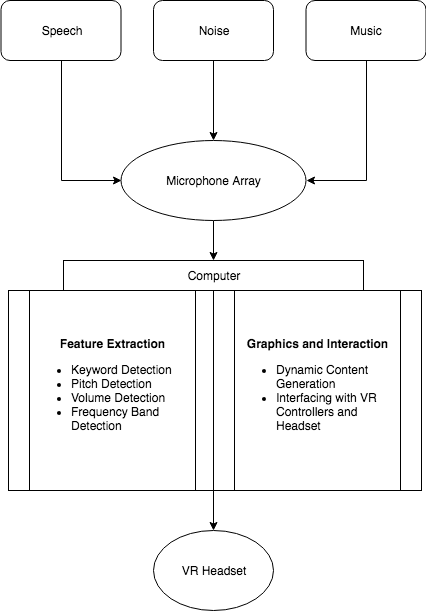 Speech
Noise
Music
Microphone Array
Computer
Feature Extraction
• Keyword Detection
• Pitch Detection
• Volume Detection
• Frequency Band
Detection
Graphics and Interaction
• Dynamic Content
Generation
• Interfacing with VR
Controllers and
Headset
VR Headset